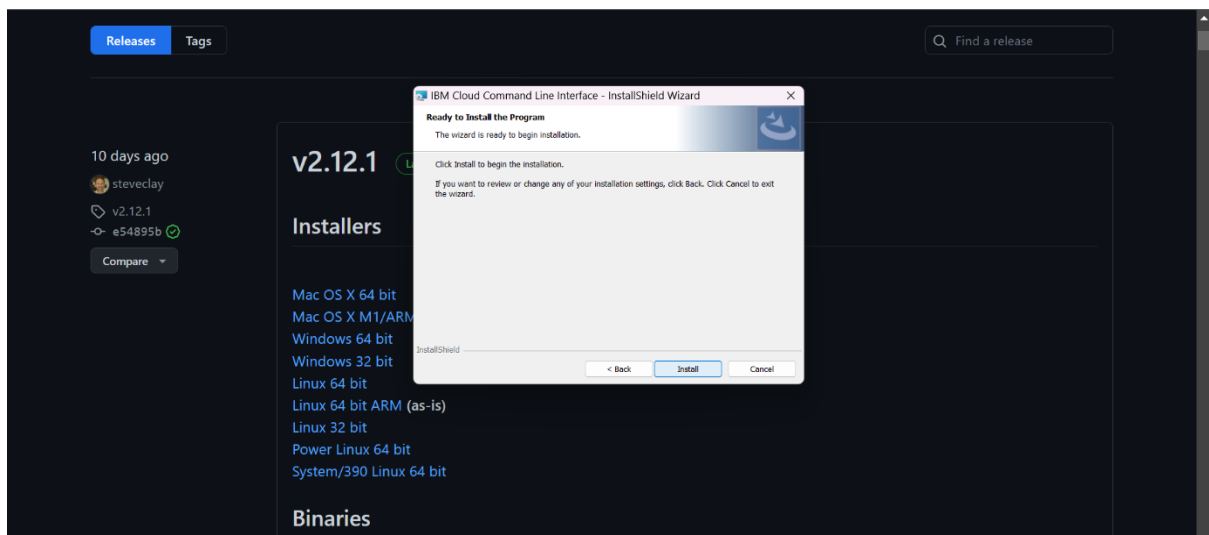 Releases
Tags
Find a release
IBM Cloud Command Line Interface - InstallShield Wizard
Ready to Install the Program
The wizard is ready to begin installation.
Click Install to begin the installation.
If you want to review or change any of your installation settings, click Back. Click Cancel to exit
the wizard.
InstallShield
< Back
Install
Cancel
10 days ago
steveclay
v2.12.1
e54895b
Compare
v2.12.1
Installers
Mac OS X 64 bit
Mac OS X M1/ARM
Windows 64 bit
Windows 32 bit
Linux 64 bit
Linux 64 bit ARM (as-is)
Linux 32 bit
Power Linux 64 bit
System/390 Linux 64 bit
Binaries